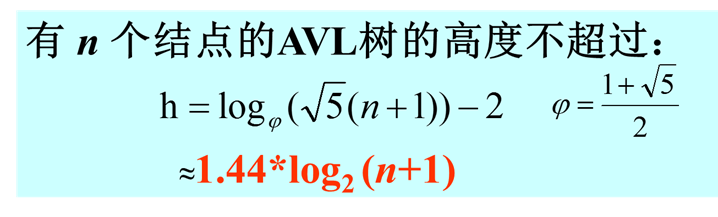 有 n 个结点的AVL树的高度不超过：
h = log_φ(√5(n+1)) − 2 φ = (1+√5)/2
≈1.44*log₂(n+1)